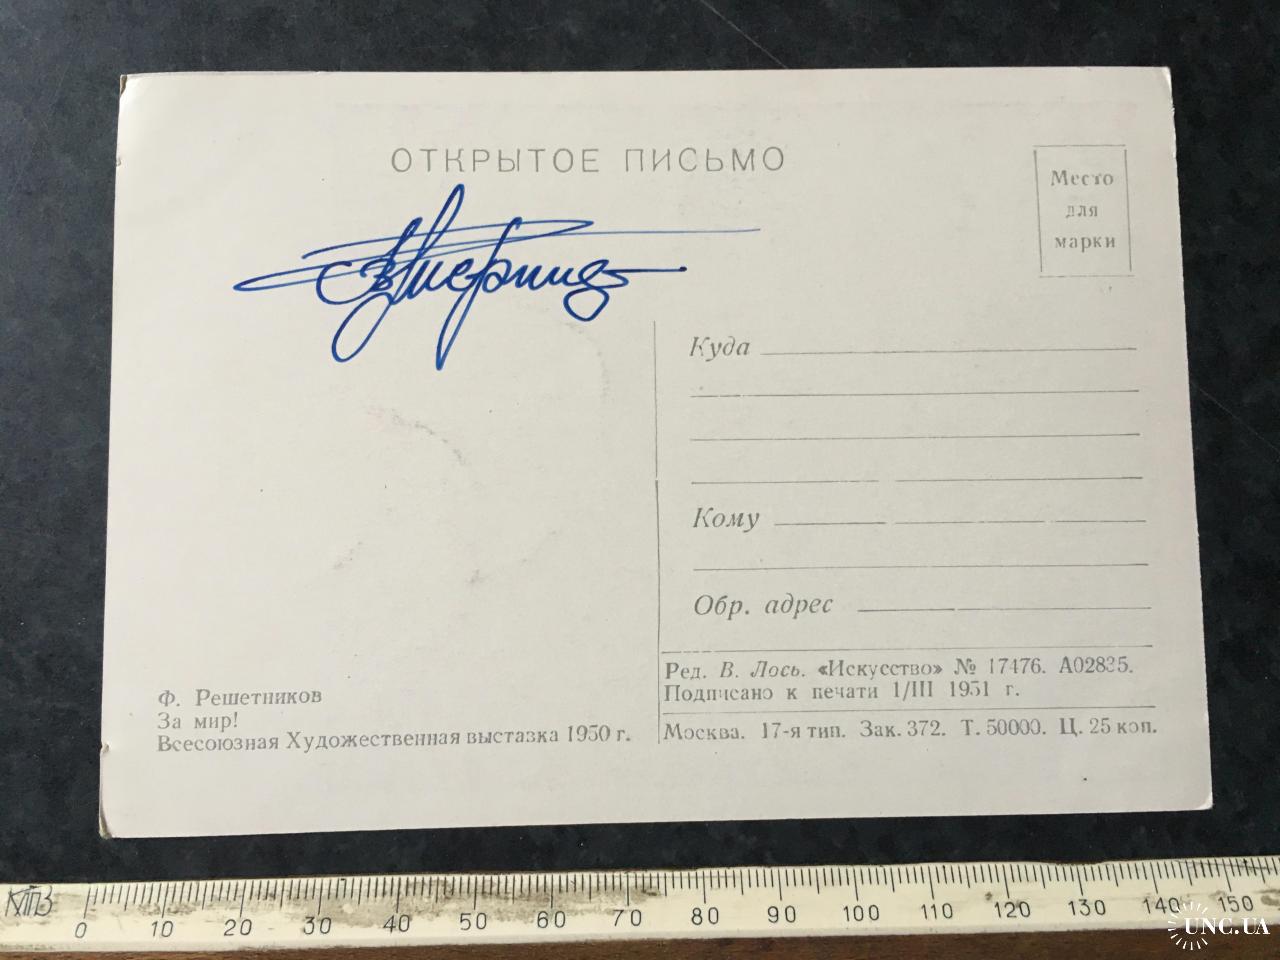 ОТКРЫТОЕ ПИСЬМО
Место
для
марки
Куда
Кому
Обр. адрес
Ф. Решетников
За мир!
Всесоюзная Художественная выставка 1950 г.
Ред. В. Лось. «Искусство» № 17476. А02835.
Подписано к печати 1/III 1951 г.
Москва. 17-я тип. Зак. 372. Т. 50000. Ц. 25 коп.
0 10 20 30 40 50 60 70 80 90 100 110 120 130 140 150
UNC.UA